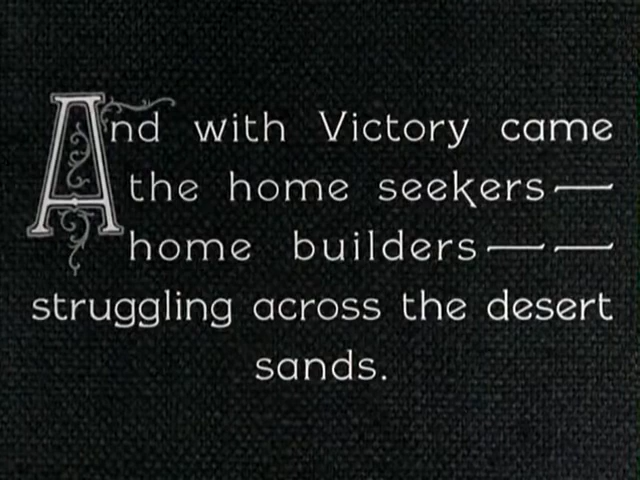 And with Victory came
the home seekers—
home builders— —
struggling across the desert
sands.